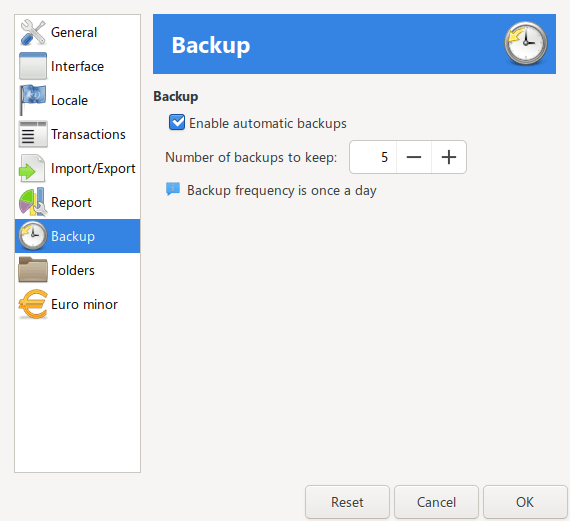 General
Interface
Locale
Transactions
Import/Export
Report
Backup
Folders
Euro minor
Backup
Backup
Enable automatic backups
Number of backups to keep: 5
Backup frequency is once a day
Reset Cancel OK